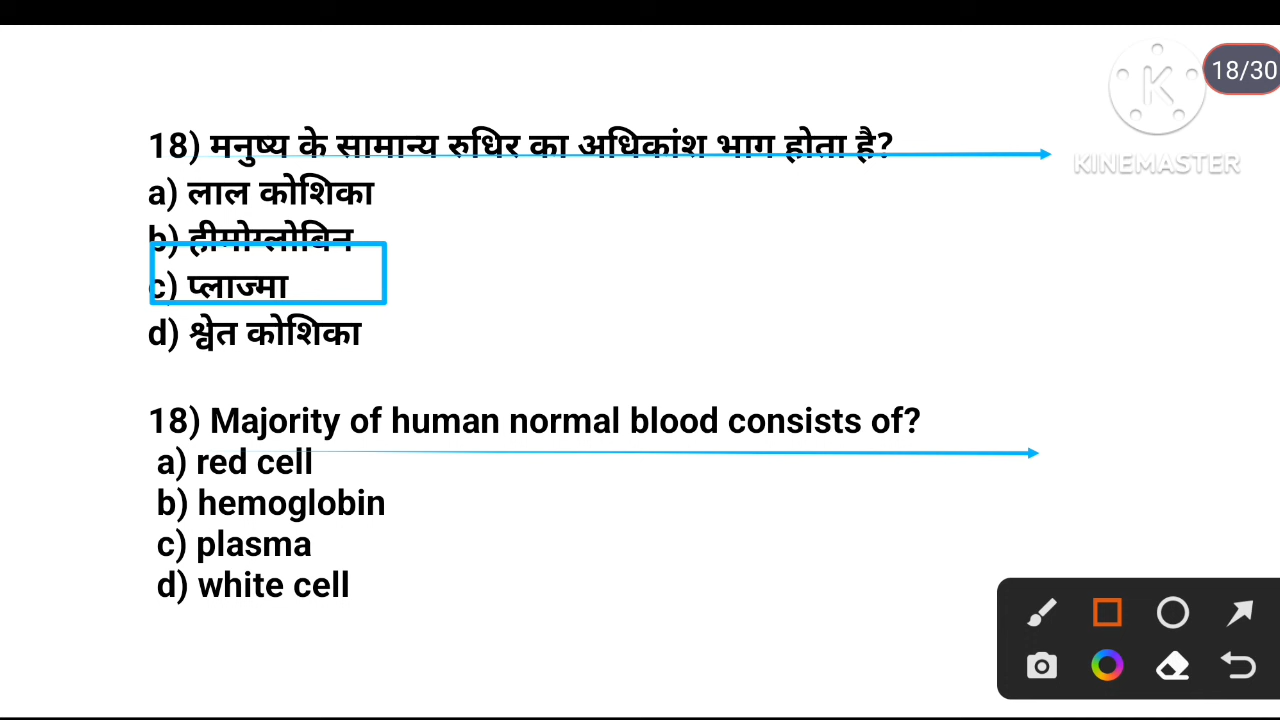 18/30
KINEMASTER
18) मनुष्य के सामान्य रुधिर का अधिकांश भाग होता है?
a) लाल कोशिका
b) हीमोग्लोबिन
c) प्लाज्मा
d) श्वेत कोशिका
18) Majority of human normal blood consists of?
a) red cell
b) hemoglobin
c) plasma
d) white cell